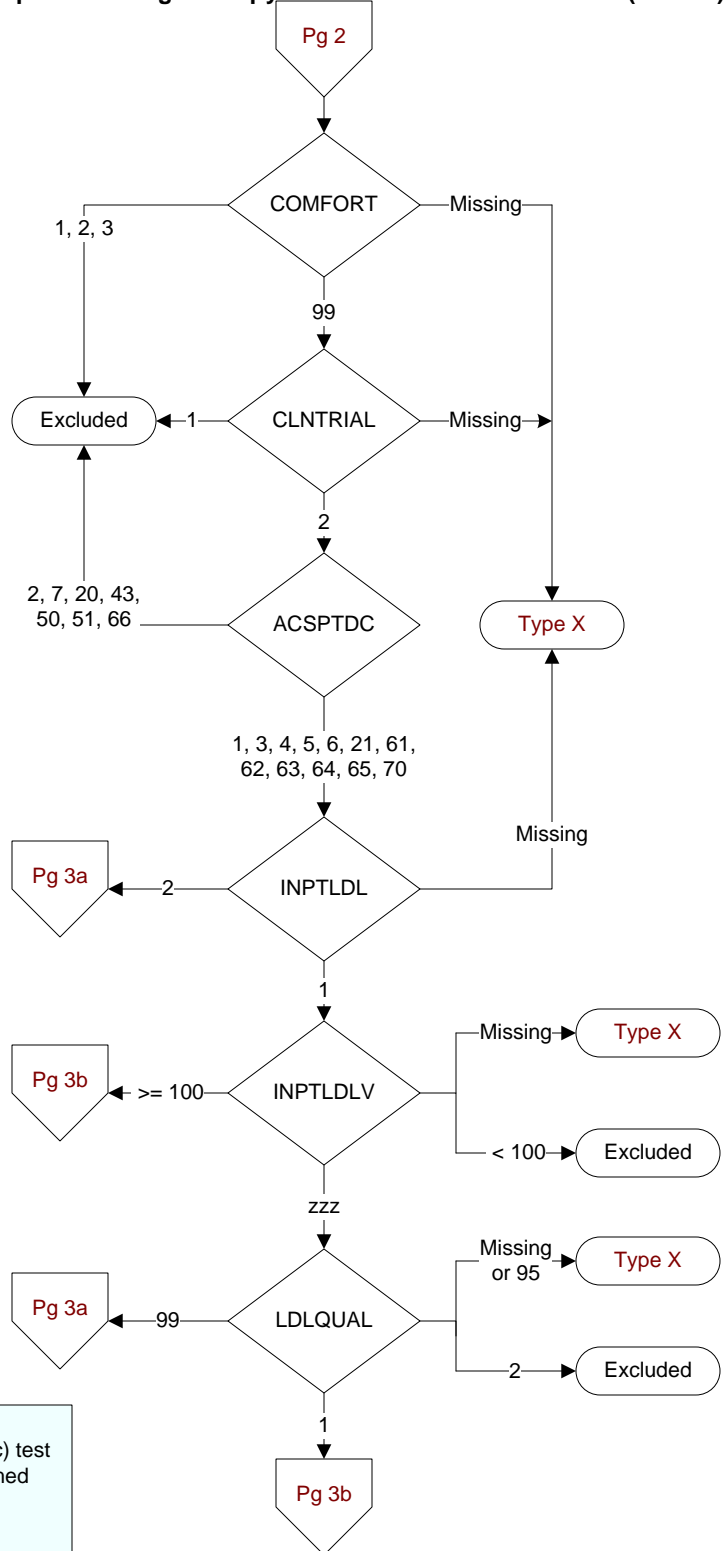 Pg 2
COMFORT
Missing
1, 2, 3
99
Excluded
1
CLNTRIAL
Missing
2
2, 7, 20, 43,
50, 51, 66
ACSPTDC
Type X
1, 3, 4, 5, 6, 21, 61,
62, 63, 64, 65, 70
Missing
Pg 3a
2
INPTLDL
1
Missing
Type X
Pg 3b
>= 100
INPTLDLV
< 100
Excluded
zzz
Missing
or 95
Type X
Pg 3a
99
LDLQUAL
2
Excluded
1
) test
Pg 3b